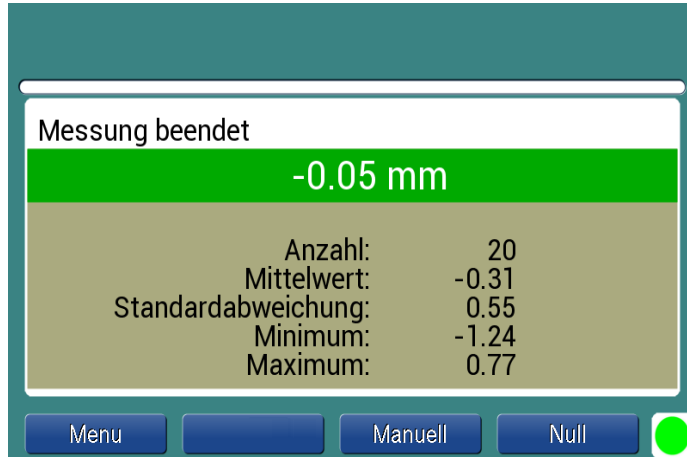 Messung beendet
-0.05 mm
Anzahl: 20
Mittelwert: -0.31
Standardabweichung: 0.55
Minimum: -1.24
Maximum: 0.77
Menu Manuell Null